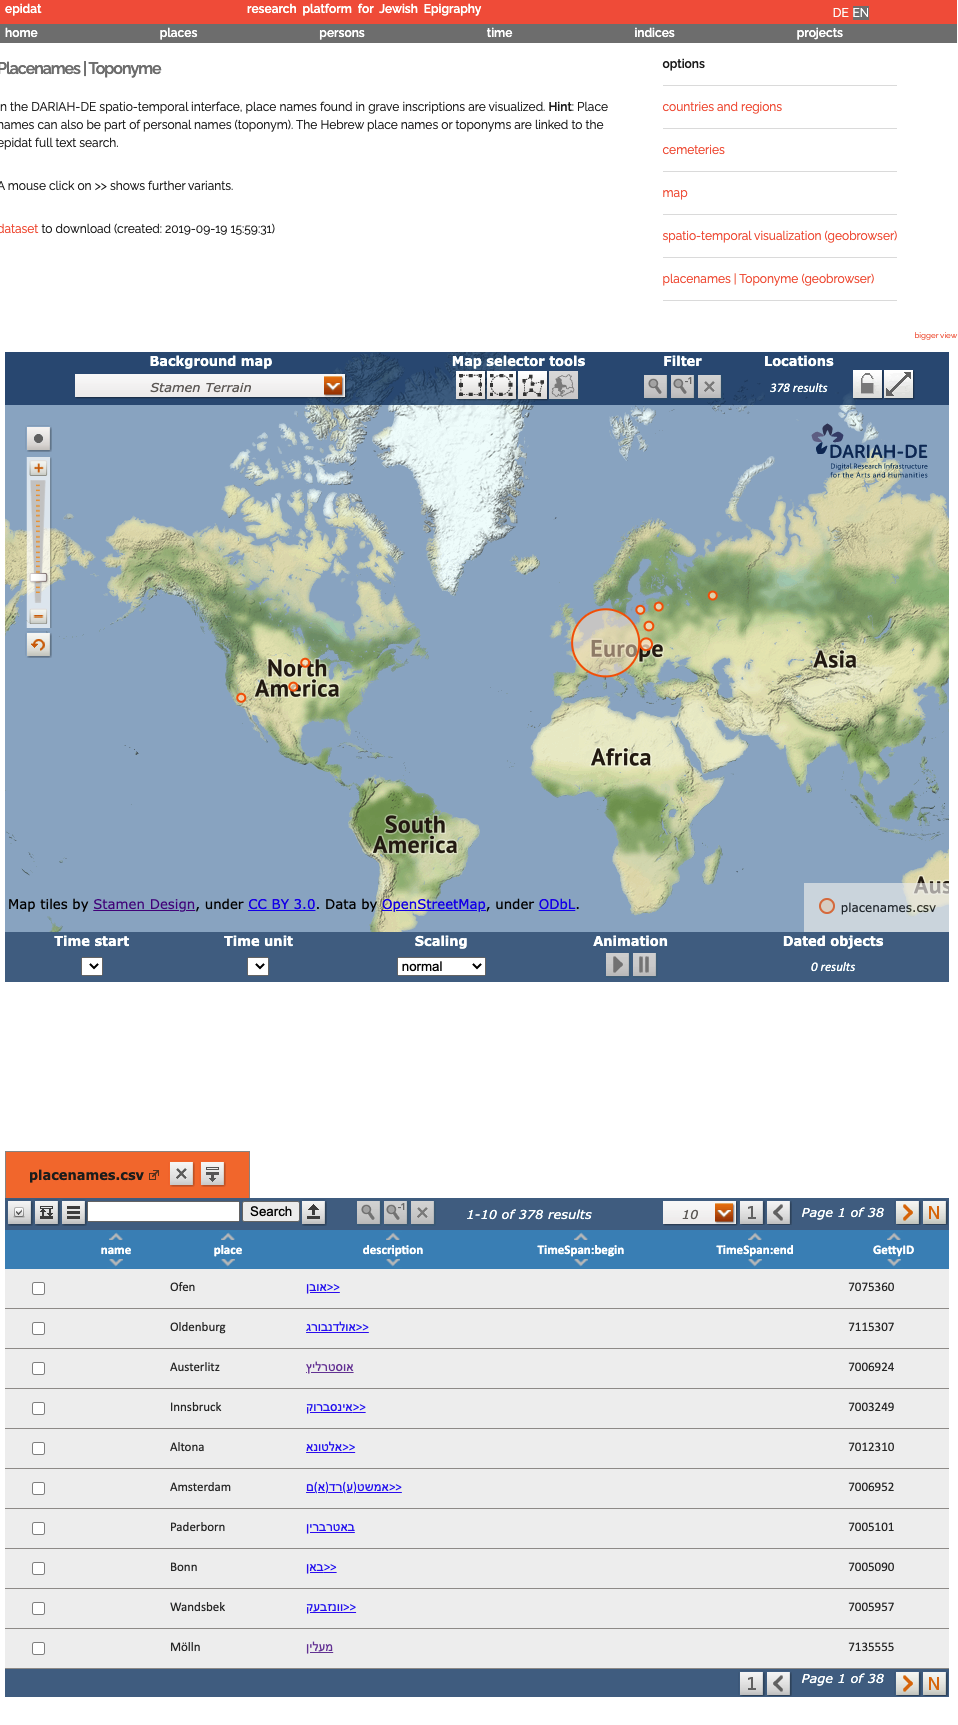 epidat
research platform for Jewish Epigraphy
DE EN
home places persons time indices projects
Placenames | Toponyme
In the DARIAH-DE spatio-temporal interface, place names found in grave inscriptions are visualized. Hint: Place
names can also be part of personal names (toponym). The Hebrew place names or toponyms are linked to the
epidat full text search.
A mouse click on >> shows further variants.
dataset to download (created: 2019-09-19 15:59:31)
options
countries and regions
cemeteries
map
spatio-temporal visualization (geobrowser)
placenames | Toponyme (geobrowser)
bigger view
Background map Map selector tools Filter Locations
Stamen Terrain
-1
378 results
DARIAH-DE
Digital Research Infrastructure
for the Arts and Humanities
North
America
Europe
Asia
Africa
South
America
Aus
placenames.csv
Map tiles by Stamen Design, under CC BY 3.0. Data by OpenStreetMap, under ODbL.
Time start Time unit Scaling Animation Dated objects
normal
0 results
placenames.csv
Search
-1
1-10 of 378 results
10
1
Page 1 of 38
N
name place description TimeSpan:begin TimeSpan:end GettyID
Ofen אובן>> 7075360
Oldenburg אולדנבורג>> 7115307
Austerlitz אוסטרליץ 7006924
Innsbruck אינסברוק>> 7003249
Altona אלטונא>> 7012310
Amsterdam אמשט(ע)רד(א)ם>> 7006952
Paderborn באטרברין 7005101
Bonn באן>> 7005090
Wandsbek וונזבעק>> 7005957
Mölln מעלין 7135555
1
Page 1 of 38
N